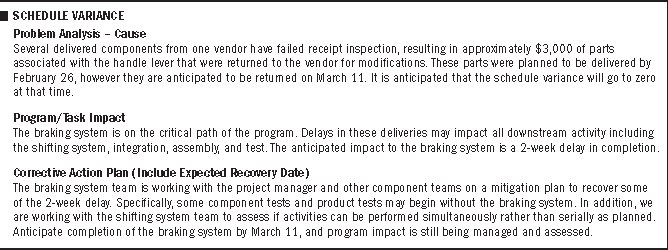 ■ SCHEDULE VARIANCE
Problem Analysis – Cause
Several delivered components from one vendor have failed receipt inspection, resulting in approximately $3,000 of parts
associated with the handle lever that were returned to the vendor for modifications. These parts were planned to be delivered by
February 26, however they are anticipated to be returned on March 11. It is anticipated that the schedule variance will go to zero
at that time.
Program/Task Impact
The braking system is on the critical path of the program. Delays in these deliveries may impact all downstream activity including
the shifting system, integration, assembly, and test. The anticipated impact to the braking system is a 2-week delay in completion.
Corrective Action Plan (Include Expected Recovery Date)
The braking system team is working with the project manager and other component teams on a mitigation plan to recover some
of the 2-week delay. Specifically, some component tests and product tests may begin without the braking system. In addition, we
are working with the shifting system team to assess if activities can be performed simultaneously rather than serially as planned.
Anticipate completion of the braking system by March 11, and program impact is still being managed and assessed.